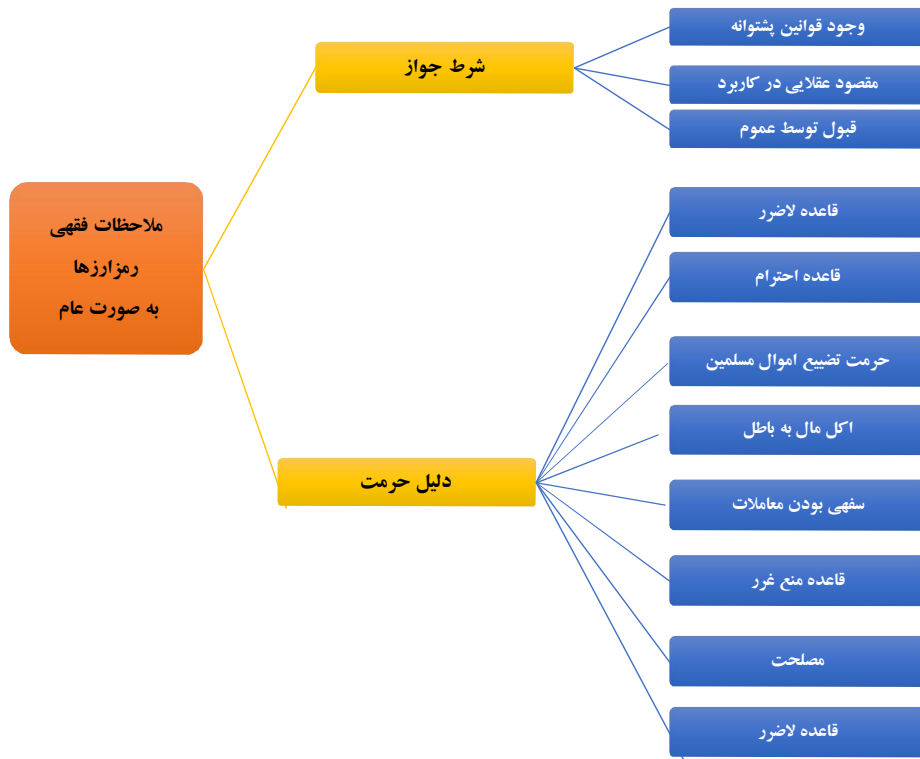 ملاحظات فقهی
رمزارزها
به صورت عام
شرط جواز
وجود قوانین پشتوانه
مقصود عقلایی در کاربرد
قبول توسط عموم
دلیل حرمت
قاعده لاضرر
قاعده احترام
حرمت تضییع اموال مسلمین
اکل مال به باطل
سفهی بودن معاملات
قاعده منع غرر
مصلحت
قاعده لاضرر